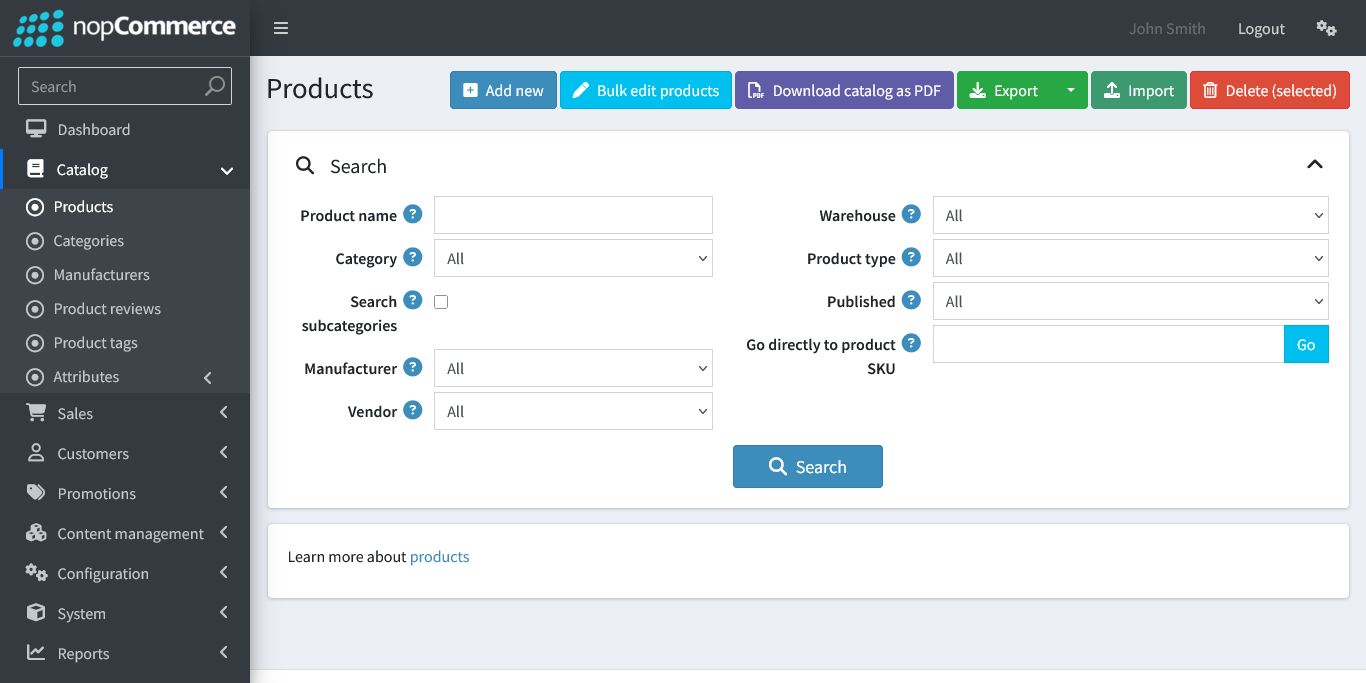 nopCommerce
John Smith
Logout
Search
Dashboard
Catalog
Products
Categories
Manufacturers
Product reviews
Product tags
Attributes
Sales
Customers
Promotions
Content management
Configuration
System
Reports
Products
Add new
Bulk edit products
PDF
Download catalog as PDF
Export
Import
Delete (selected)
Search
Product name ?
Category ? All
Search ?
subcategories
Manufacturer ? All
Vendor ? All
Warehouse ? All
Product type ? All
Published ? All
Go directly to product ? Go
SKU
Search
Learn more about products